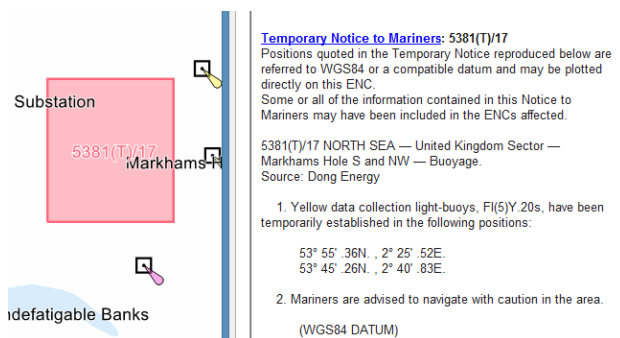 Substation
5381(T)/17
Markhams H
ndefatigable Banks
Temporary Notice to Mariners: 5381(T)/17
Positions quoted in the Temporary Notice reproduced below are
referred to WGS84 or a compatible datum and may be plotted
directly on this ENC.
Some or all of the information contained in this Notice to
Mariners may have been included in the ENCs affected.
5381(T)/17 NORTH SEA — United Kingdom Sector —
Markhams Hole S and NW — Buoyage.
Source: Dong Energy
1. Yellow data collection light-buoys, Fl(5)Y.20s, have been
temporarily established in the following positions:
53° 55' .36N. , 2° 25' .52E.
53° 45' .26N. , 2° 40' .83E.
2. Mariners are advised to navigate with caution in the area.
(WGS84 DATUM)